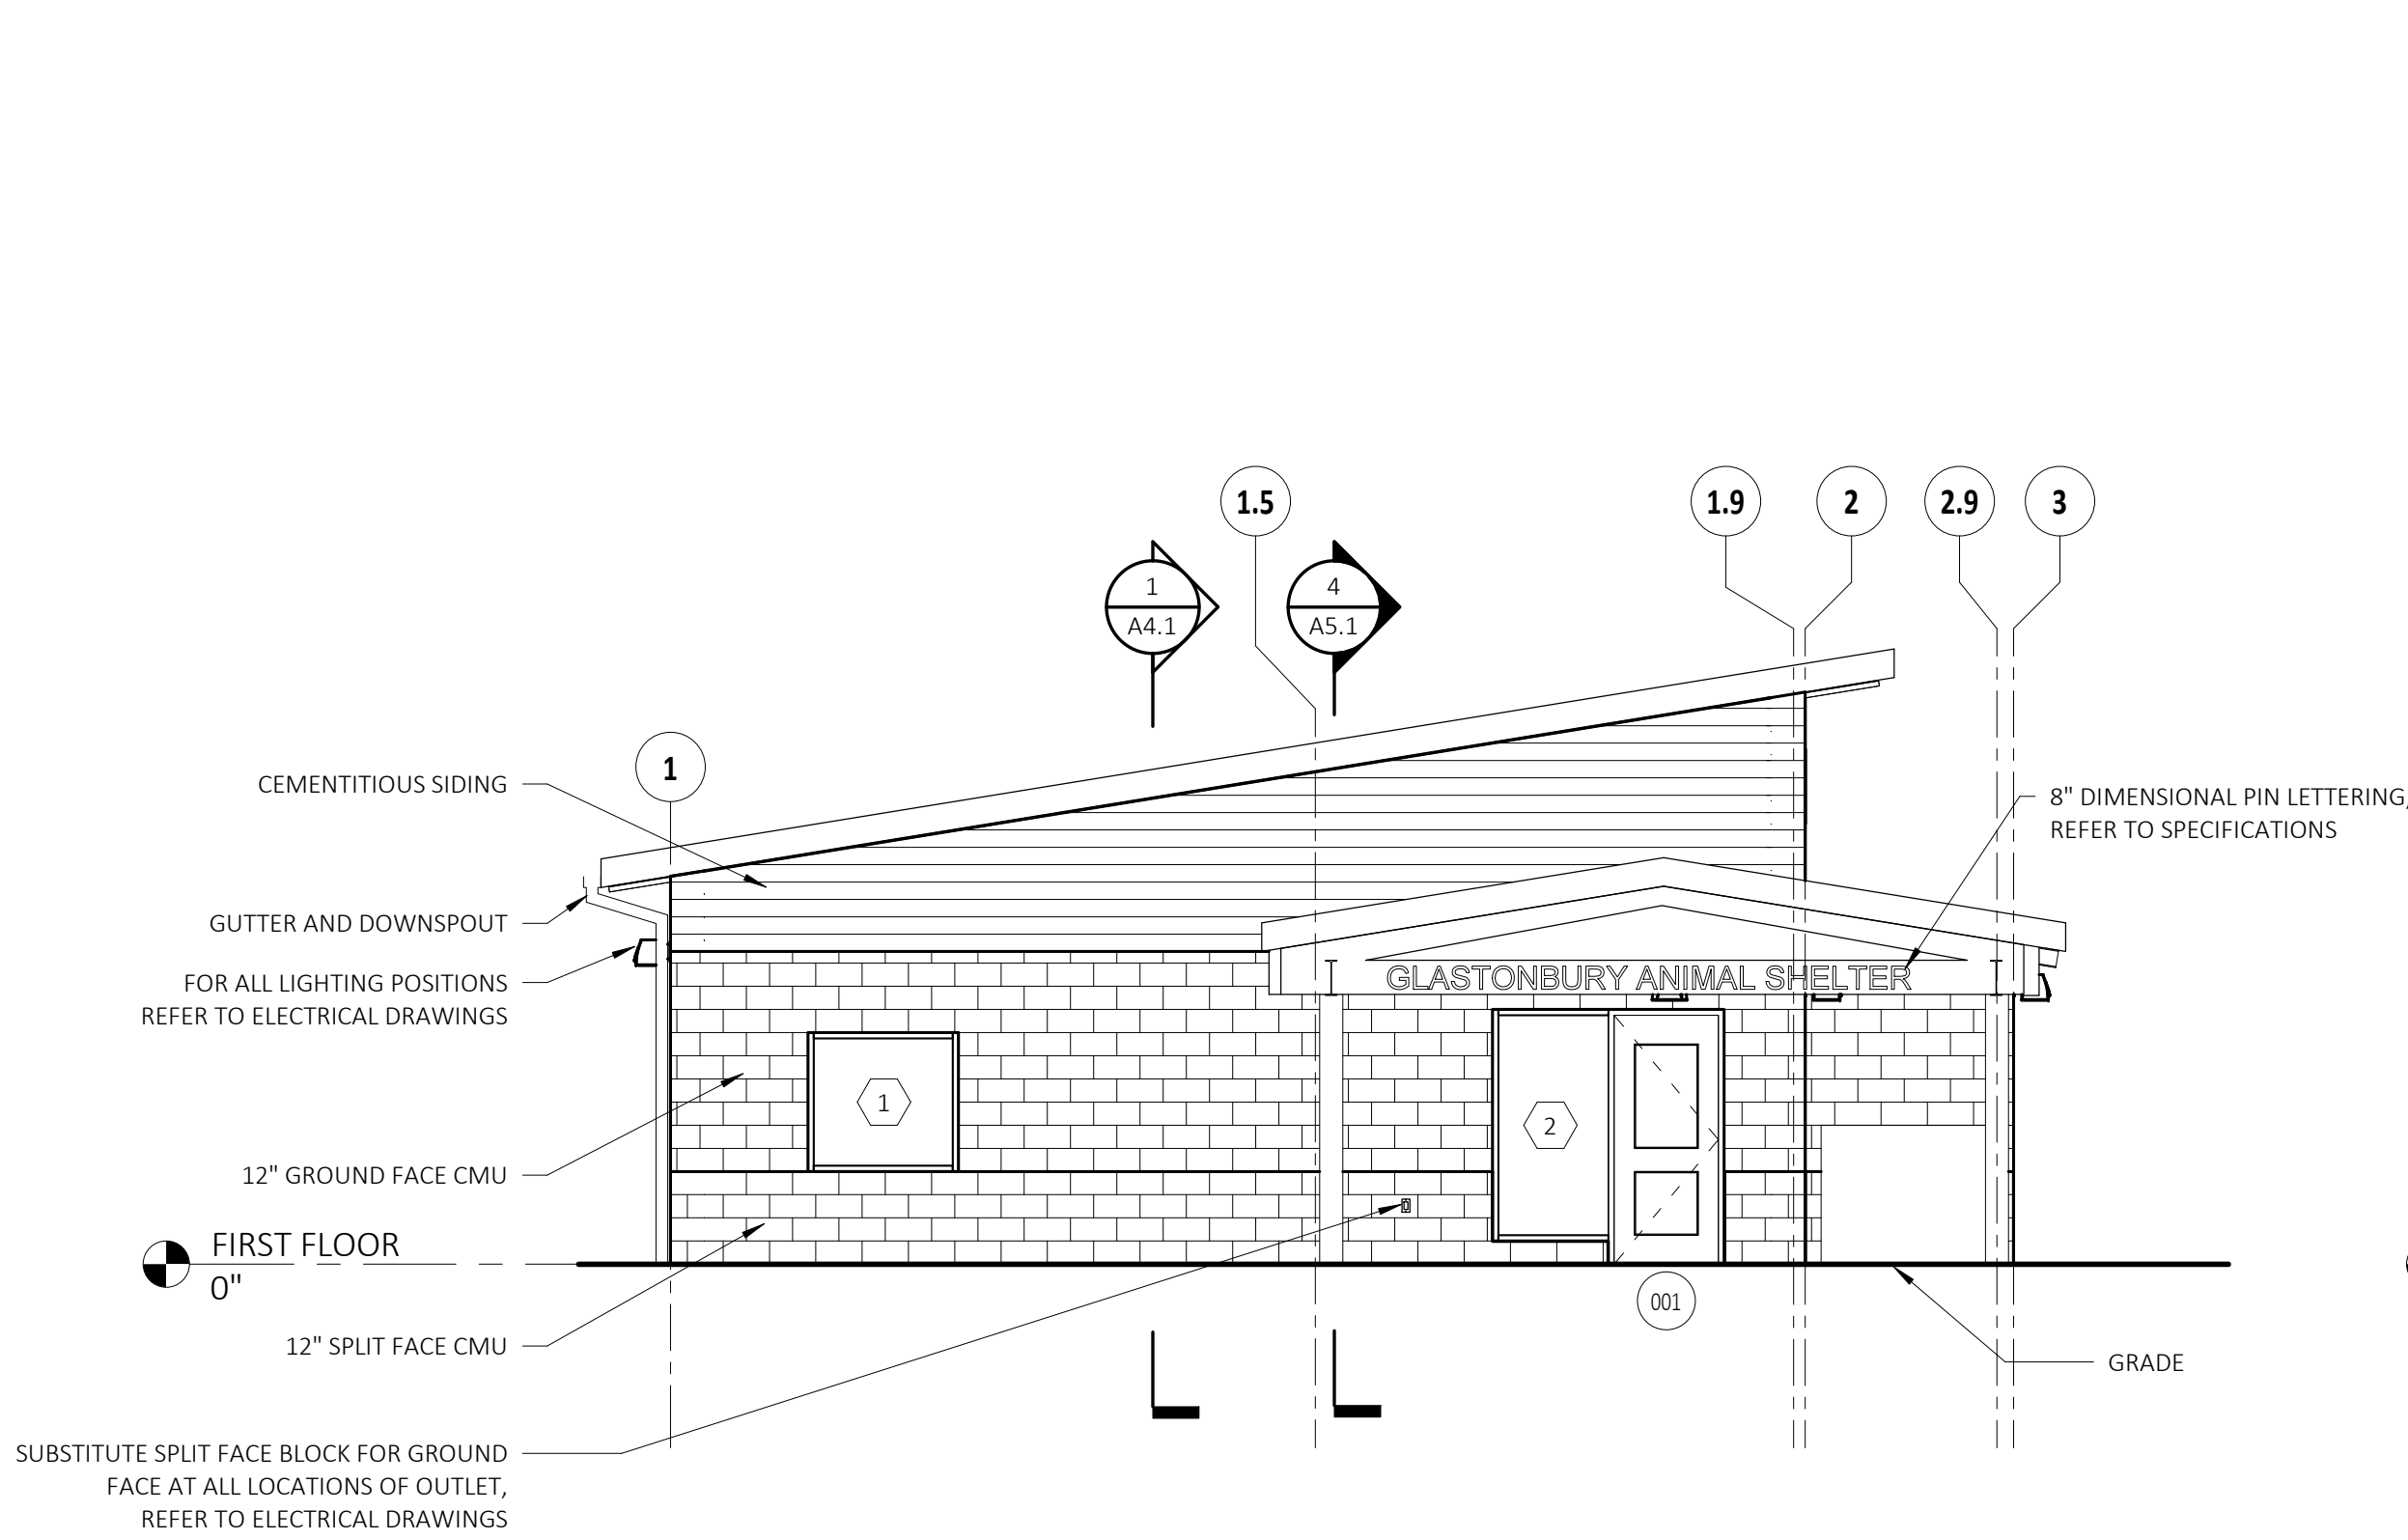 1.5
1.9
2
2.9
3
1
A4.1
4
A5.1
1
CEMENTITIOUS SIDING
8" DIMENSIONAL PIN LETTERING,
REFER TO SPECIFICATIONS
GUTTER AND DOWNSPOUT
FOR ALL LIGHTING POSITIONS
REFER TO ELECTRICAL DRAWINGS
GLASTONBURY ANIMAL SHELTER
1
2
12" GROUND FACE CMU
FIRST FLOOR
0"
001
12" SPLIT FACE CMU
GRADE
SUBSTITUTE SPLIT FACE BLOCK FOR GROUND
FACE AT ALL LOCATIONS OF OUTLET,
REFER TO ELECTRICAL DRAWINGS